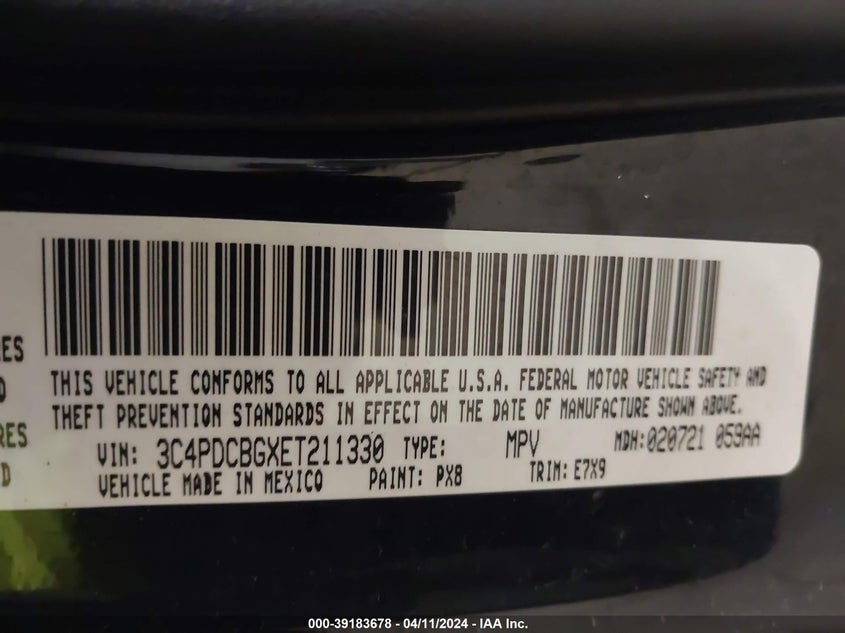 THIS VEHICLE CONFORMS TO ALL APPLICABLE U.S.A. FEDERAL MOTOR VEHICLE SAFETY AND
THEFT PREVENTION STANDARDS IN EFFECT ON THE DATE OF MANUFACTURE SHOWN ABOVE.
VIN: 3C4PDCBGXET211330 TYPE: MPV MDH:020721 059AA
VEHICLE MADE IN MEXICO PAINT: PX8 TRIM: E7X9
000-39183678 - 04/11/2024 - IAA Inc.